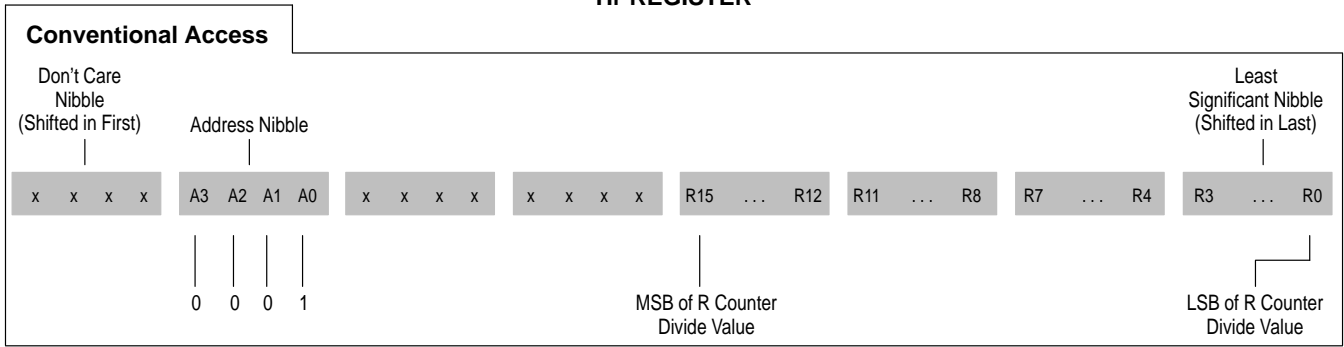 Conventional Access
Don't Care
Nibble
(Shifted in First)
Address Nibble
Least
Significant Nibble
(Shifted in Last)
x x x x A3 A2 A1 A0 x x x x x x x x R15 ... R12 R11 ... R8 R7 ... R4 R3 ... R0
0 0 0 1
MSB of R Counter
Divide Value
LSB of R Counter
Divide Value